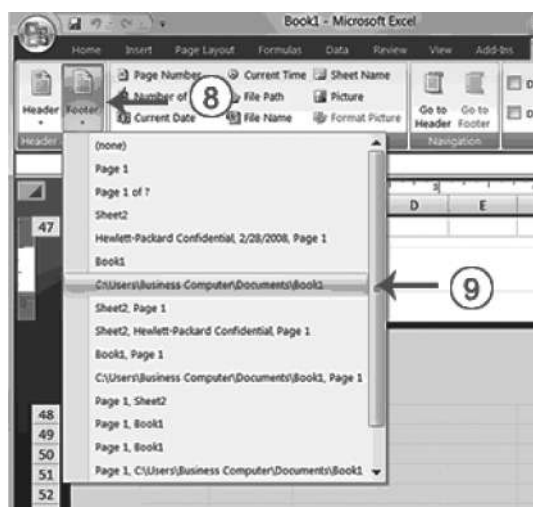 Book1 - Microsoft Excel
Home Insert Page Layout Formulas Data Review View Add-Ins
Page Number Current Time Sheet Name
Header Footer Number of File Path Picture Go to Header Go to Footer
Current Date File Name Format Picture
Header Navigation
(none)
Page 1
Page 1 of ?
Sheet2
Hewlett-Packard Confidential, 2/28/2008, Page 1
Book1
C:\Users\Business Computer\Documents\Book1
Sheet2, Page 1
Sheet2, Hewlett-Packard Confidential, Page 1
Book1, Page 1
C:\Users\Business Computer\Documents\Book1, Page 1
Page 1, Sheet2
Page 1, Book1
Page 1, Book1
Page 1, C:\Users\Business Computer\Documents\Book1
8
9
3
D E
47
48
49
50
51
52